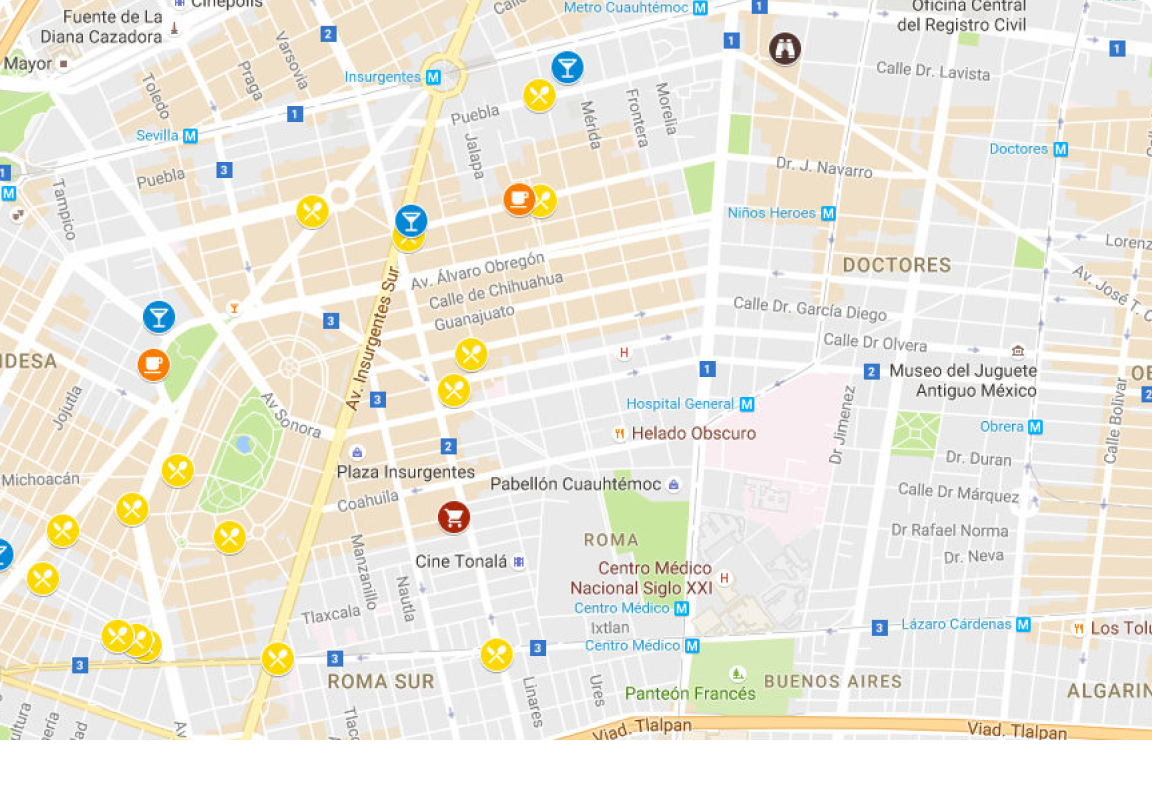 Cinépolis
Calle
Metro Cuauhtémoc M
1
Oficina Central
del Registro Civil
Fuente de La
Diana Cazadora
2
Mayor
Varsovia
Praga
Toledo
Insurgentes M
1
1
Calle Dr. Lavista
Puebla
Mérida
Frontera
Morelia
1
Sevilla M
Jalapa
Doctores M
3
Puebla
Dr. J. Navarro
1
M
Tampico
Niños Heroes M
Lorenz
Av. Álvaro Obregón
DOCTORES
Av. José T. C
Calle de Chihuahua
Guanajuato
Av. Insurgentes Sur
3
Calle Dr. García Diego
Calle Dr Olvera
H
NDESA
1
2
Museo del Juguete
Antiguo México
OB
2
Jojutla
3
Av Sonora
Hospital General M
Helado Obscuro
Dr Jimenez
Obrera M
Calle Bolivar
2
Plaza Insurgentes
Michoacán
Pabellón Cuauhtémoc
Dr. Duran
Coahuila
Calle Dr Márquez
Dr Rafael Norma
ROMA
Dr. Neva
Cine Tonalá
Centro Médico
Nacional Siglo XXI
H
Manzanillo
Nautla
Tlaxcala
Centro Médico M
Ixtlan
3
Lázaro Cárdenas M
Los Tolu
Centro Médico M
3
3
3
ROMA SUR
Linares
Ures
Panteón Francés
BUENOS AIRES
ALGARIN
Av
Viad. Tlalpan
Viad. Tlalpan